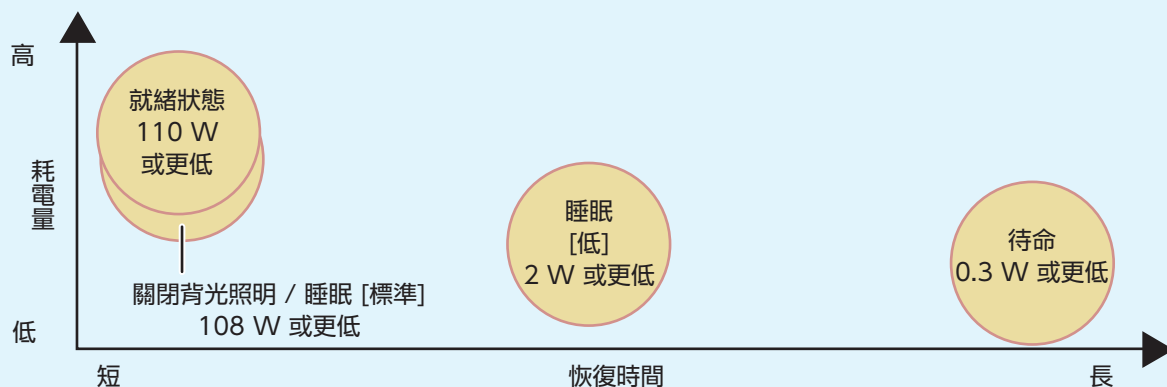 高
耗電量
低
就緒狀態
110 W
或更低
關閉背光照明 / 睡眠 [標準]
108 W 或更低
睡眠
[低]
2 W 或更低
待命
0.3 W 或更低
短
恢復時間
長